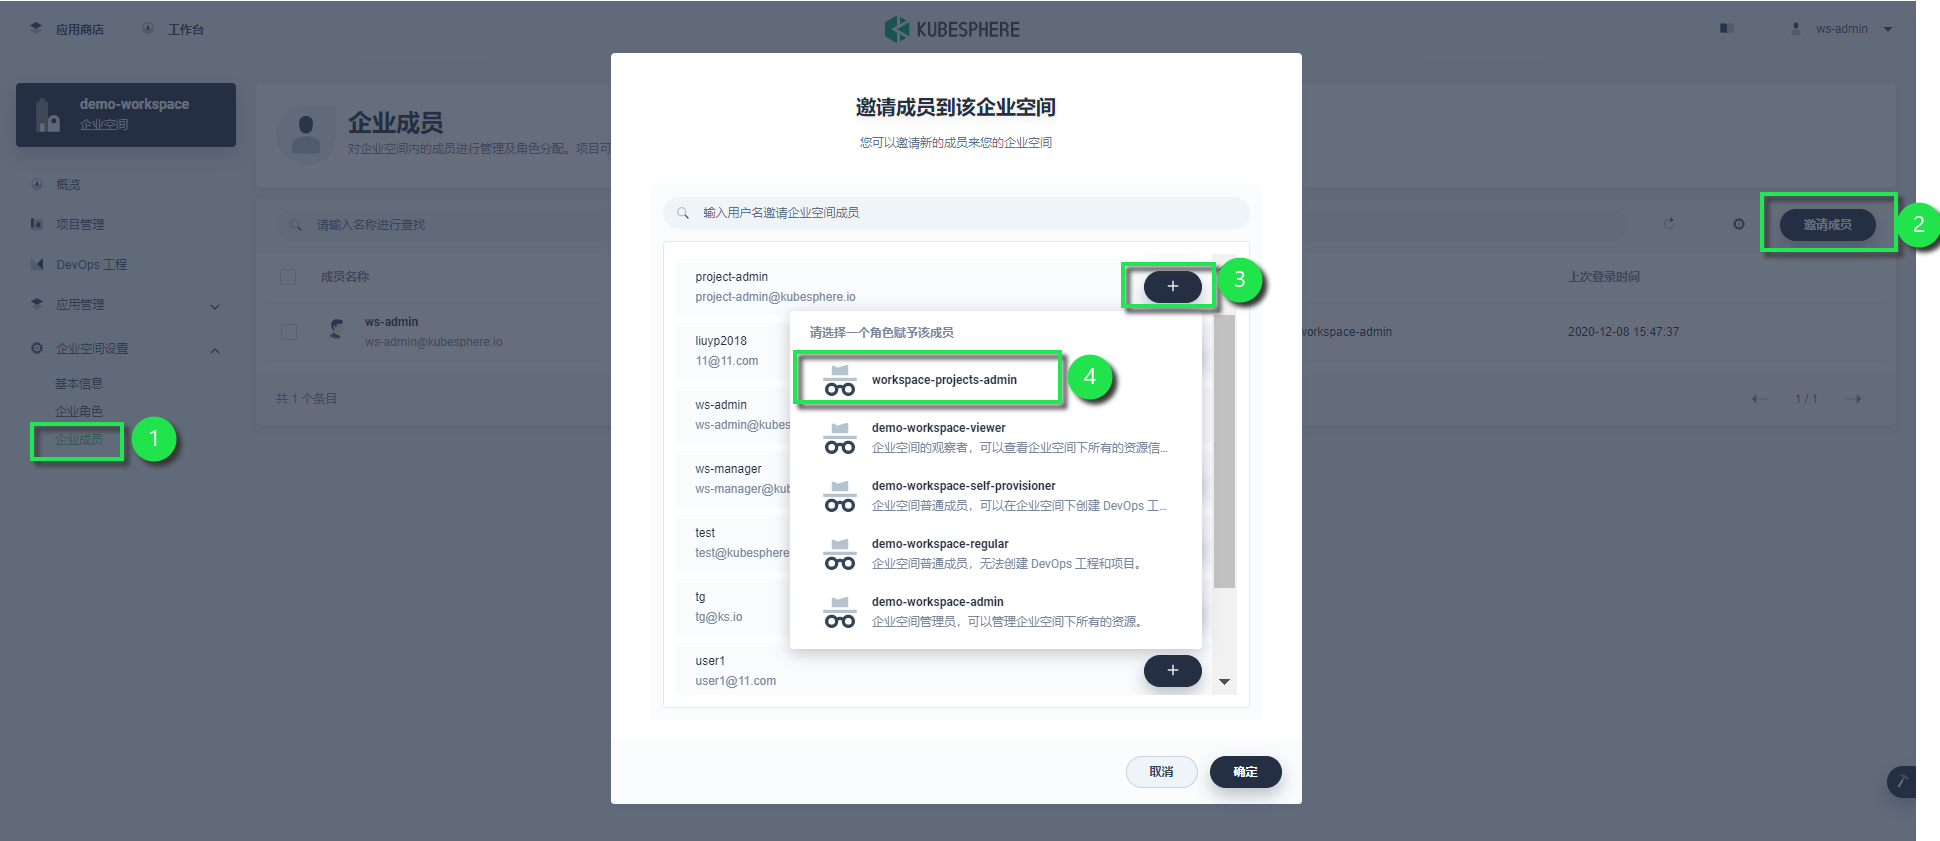 应用商店
工作台
KUBESPHERE
ws-admin
demo-workspace
企业空间
概览
项目管理
DevOps 工程
应用管理
企业空间设置
基本信息
企业角色
企业成员
1
企业成员
对企业空间内的成员进行管理及角色分配。项目可
请输入名称进行查找
邀请成员
2
成员名称
上次登录时间
ws-admin
ws-admin@kubesphere.io
workspace-admin
2020-12-08 15:47:37
共 1 个条目
1 / 1
邀请成员到该企业空间
您可以邀请新的成员来您的企业空间
输入用户名邀请企业空间成员
project-admin
project-admin@kubesphere.io
3
liuyp2018
11@11.com
ws-admin
ws-admin@kubes
ws-manager
ws-manager@kub
test
test@kubesphere
tg
tg@ks.io
user1
user1@11.com
请选择一个角色赋予该成员
workspace-projects-admin
4
demo-workspace-viewer
企业空间的观察者，可以查看企业空间下所有的资源信...
demo-workspace-self-provisioner
企业空间普通成员，可以在企业空间下创建 DevOps 工...
demo-workspace-regular
企业空间普通成员，无法创建 DevOps 工程和项目。
demo-workspace-admin
企业空间管理员，可以管理企业空间下所有的资源。
取消
确定